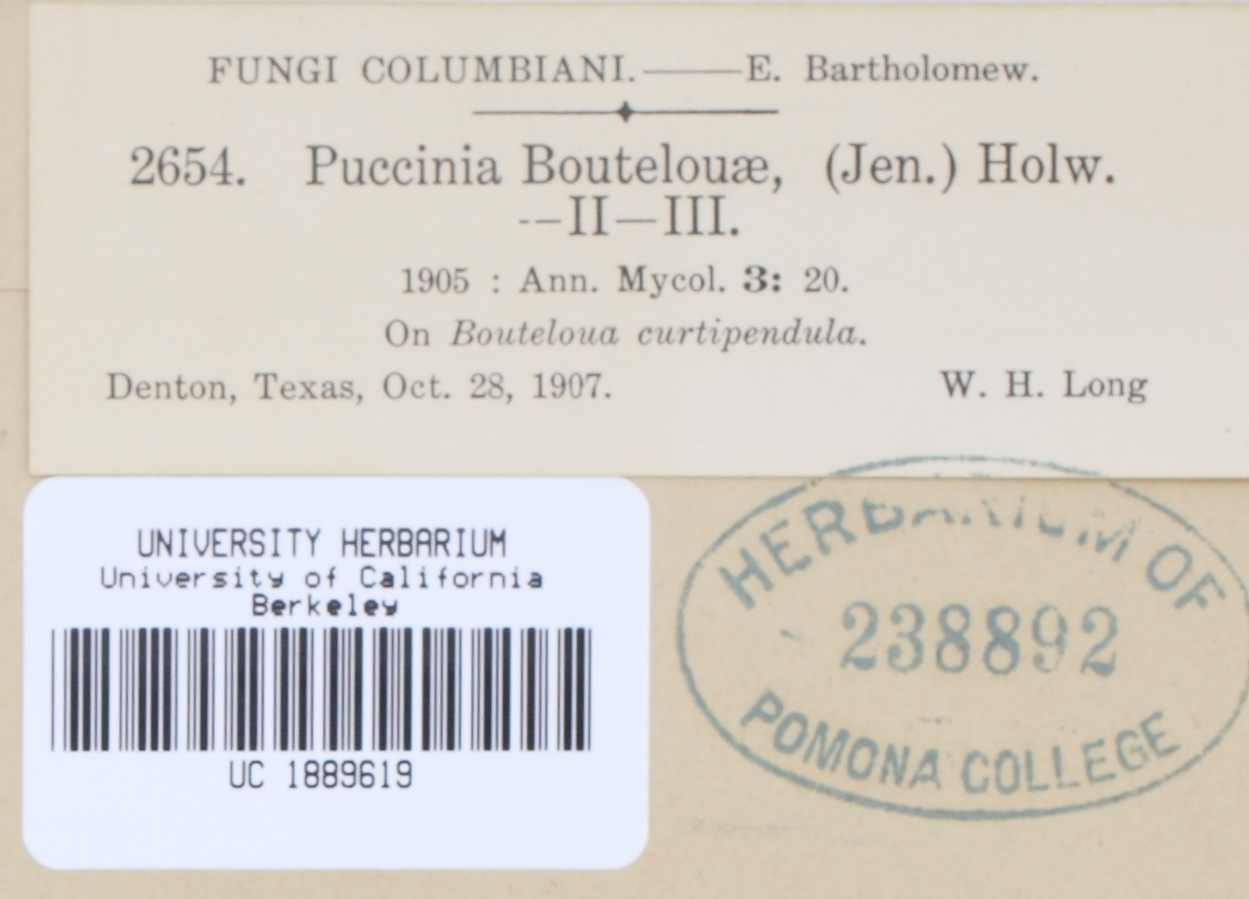 FUNGI COLUMBIANI.——E. Bartholomew.
2654. Puccinia Boutelouæ, (Jen.) Holw.
--II—III.
1905 : Ann. Mycol. 3: 20.
On Bouteloua curtipendula.
Denton, Texas, Oct. 28, 1907. W. H. Long
UNIVERSITY HERBARIUM
University of California
Berkeley
UC 1889619
HERBARIUM OF
238892
POMONA COLLEGE